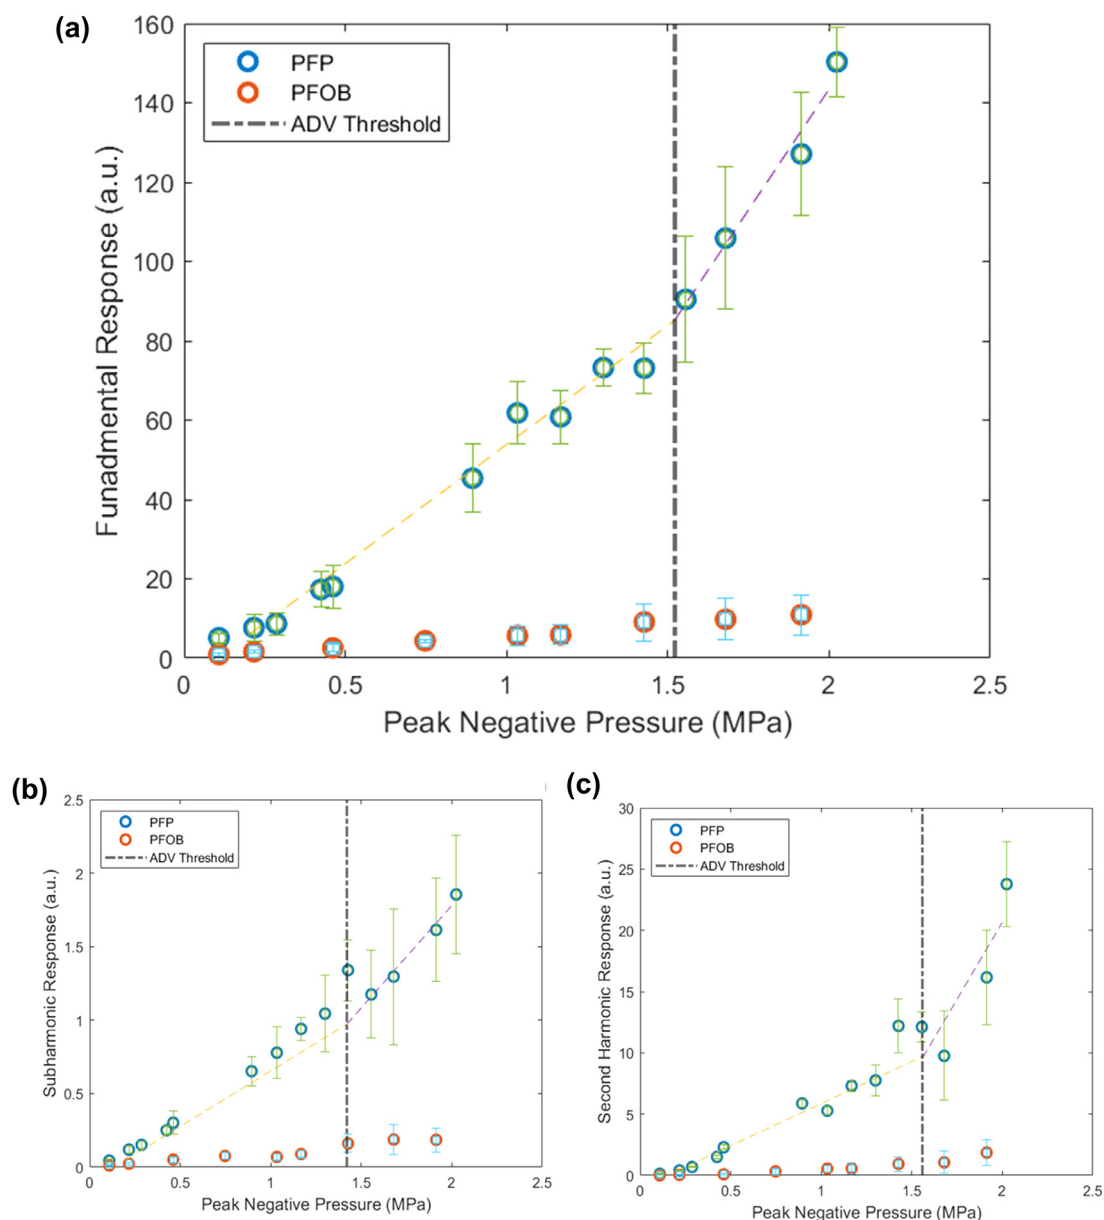 (a)
160
140
120
100
80
60
40
20
0
Funadmental Response (a.u.)
PFP
PFOB
ADV Threshold
0 0.5 1 1.5 2 2.5
Peak Negative Pressure (MPa)
(b)
2.5
2
1.5
1
0.5
0
Subharmonic Response (a.u.)
PFP
PFOB
ADV Threshold
0 0.5 1 1.5 2 2.5
Peak Negative Pressure (MPa)
(c)
30
25
20
15
10
5
0
Second Harmonic Response (a.u.)
PFP
PFOB
ADV Threshold
0 0.5 1 1.5 2 2.5
Peak Negative Pressure (MPa)